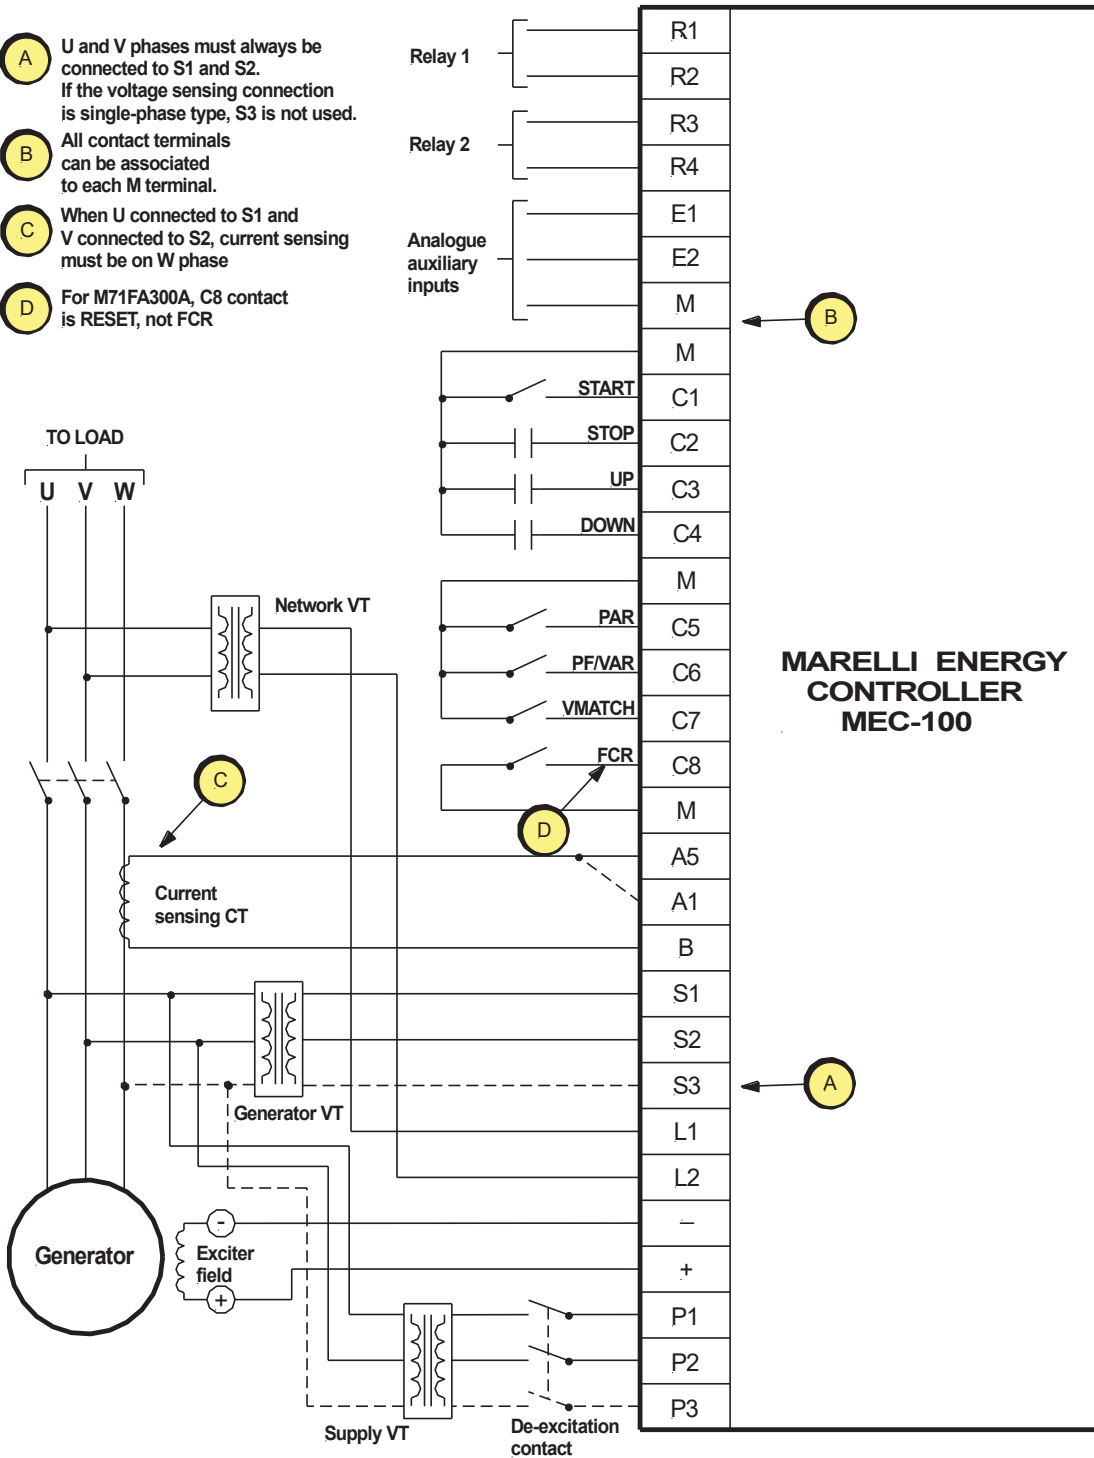 A
U and V phases must always be
connected to S1 and S2.
If the voltage sensing connection
is single-phase type, S3 is not used.
B
All contact terminals
can be associated
to each M terminal.
C
When U connected to S1 and
V connected to S2, current sensing
must be on W phase
D
For M71FA300A, C8 contact
is RESET, not FCR
Relay 1
Relay 2
Analogue
auxiliary
inputs
R1
R2
R3
R4
E1
E2
M
B
M
START
C1
STOP
C2
UP
C3
DOWN
C4
M
PAR
C5
PF/VAR
C6
VMATCH
C7
FCR
C8
D
M
A5
A1
B
S1
S2
S3
A
L1
L2
–
+
P1
P2
P3
MARELLI ENERGY
CONTROLLER
MEC-100
TO LOAD
U V W
Network VT
C
Current
sensing CT
Generator VT
Generator
-
Exciter
field
+
Supply VT
De-excitation
contact